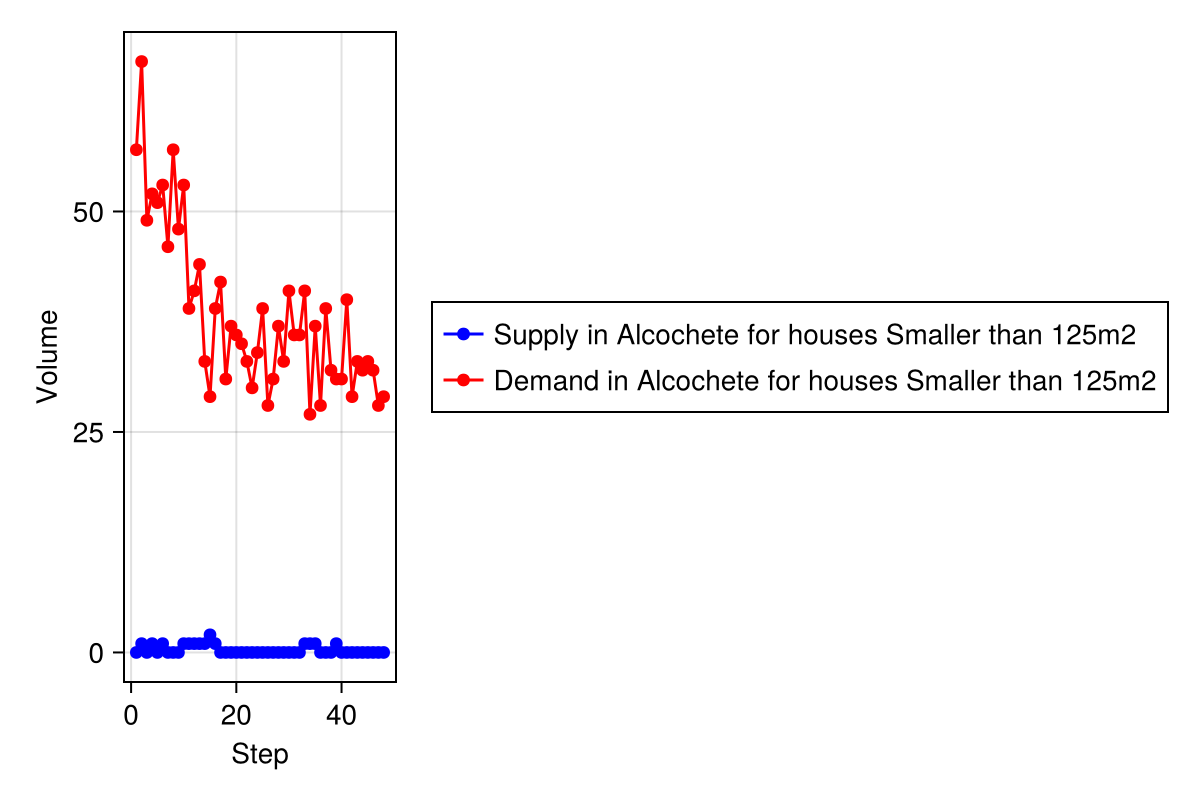 Volume
50
25
0
0 20 40
Step
Supply in Alcochete for houses Smaller than 125m2
Demand in Alcochete for houses Smaller than 125m2